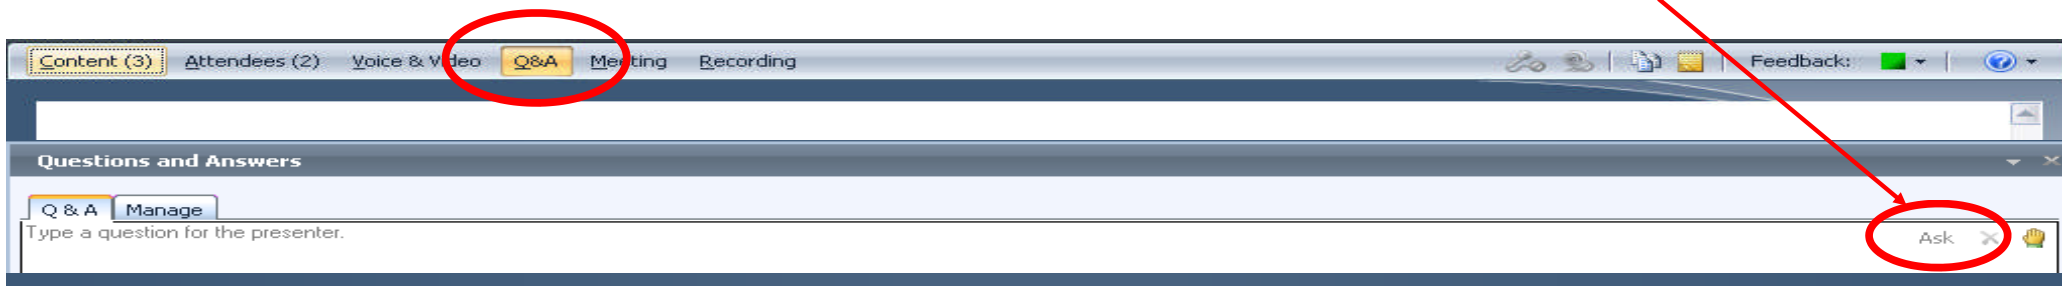 Content (3) Attendees (2) Voice & Video Q&A Meeting Recording Feedback:
Questions and Answers
Q & A Manage
Type a question for the presenter. Ask